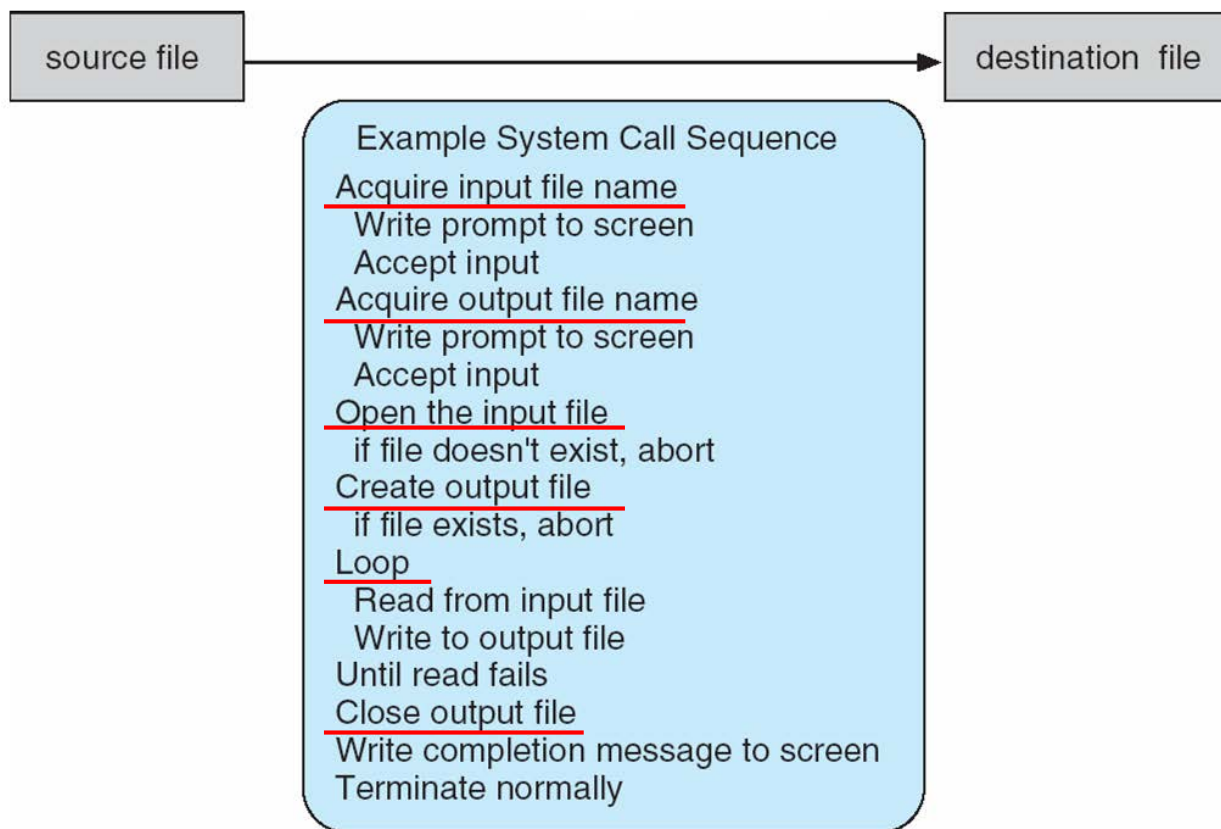 source file
destination file
Example System Call Sequence
Acquire input file name
Write prompt to screen
Accept input
Acquire output file name
Write prompt to screen
Accept input
Open the input file
if file doesn't exist, abort
Create output file
if file exists, abort
Loop
Read from input file
Write to output file
Until read fails
Close output file
Write completion message to screen
Terminate normally